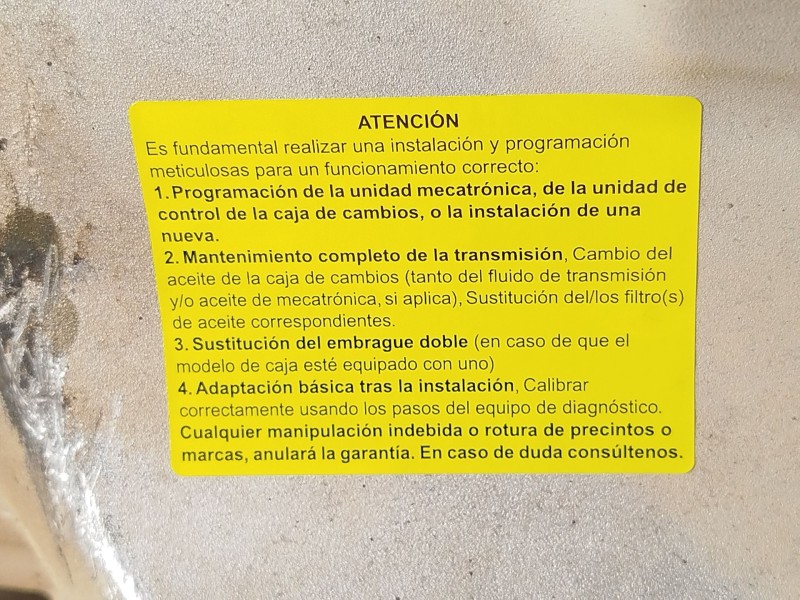 ATENCIÓN
Es fundamental realizar una instalación y programación
meticulosas para un funcionamiento correcto:
1. Programación de la unidad mecatrónica, de la unidad de
control de la caja de cambios, o la instalación de una
nueva.
2. Mantenimiento completo de la transmisión, Cambio del
aceite de la caja de cambios (tanto del fluido de transmisión
y/o aceite de mecatrónica, si aplica), Sustitución del/los filtro(s)
de aceite correspondientes.
3. Sustitución del embrague doble (en caso de que el
modelo de caja esté equipado con uno)
4. Adaptación básica tras la instalación, Calibrar
correctamente usando los pasos del equipo de diagnóstico.
Cualquier manipulación indebida o rotura de precintos o
marcas, anulará la garantía. En caso de duda consúltenos.